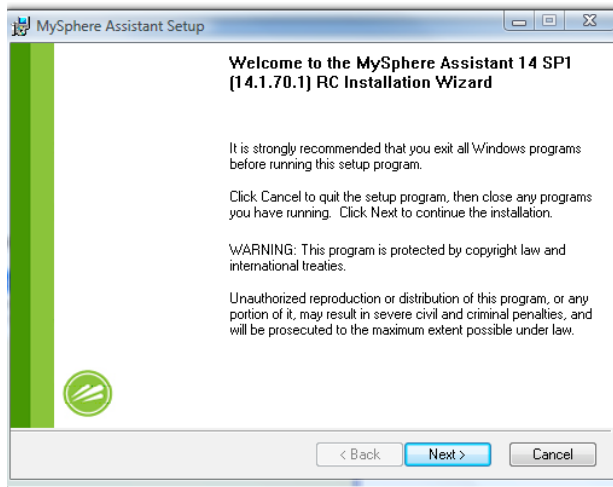 MySphere Assistant Setup
Welcome to the MySphere Assistant 14 SP1
(14.1.70.1) RC Installation Wizard
It is strongly recommended that you exit all Windows programs
before running this setup program.
Click Cancel to quit the setup program, then close any programs
you have running. Click Next to continue the installation.
WARNING: This program is protected by copyright law and
international treaties.
Unauthorized reproduction or distribution of this program, or any
portion of it, may result in severe civil and criminal penalties, and
will be prosecuted to the maximum extent possible under law.
< Back Next > Cancel